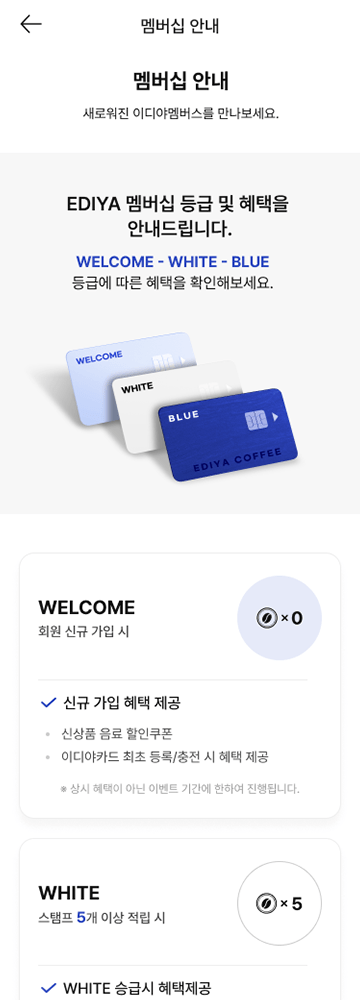 멤버십 안내
멤버십 안내
새로워진 이디야멤버스를 만나보세요.
EDIYA 멤버십 등급 및 혜택을
안내드립니다.
WELCOME - WHITE - BLUE
등급에 따른 혜택을 확인해보세요.
WELCOME
WHITE
BLUE
EDIYA COFFEE
WELCOME
회원 신규 가입 시
×0
신규 가입 혜택 제공
신상품 음료 할인쿠폰
이디야카드 최초 등록/충전 시 혜택 제공
※ 상시 혜택이 아닌 이벤트 기간에 한하여 진행됩니다.
WHITE
스탬프 5개 이상 적립 시
×5
WHITE 승급시 혜택제공